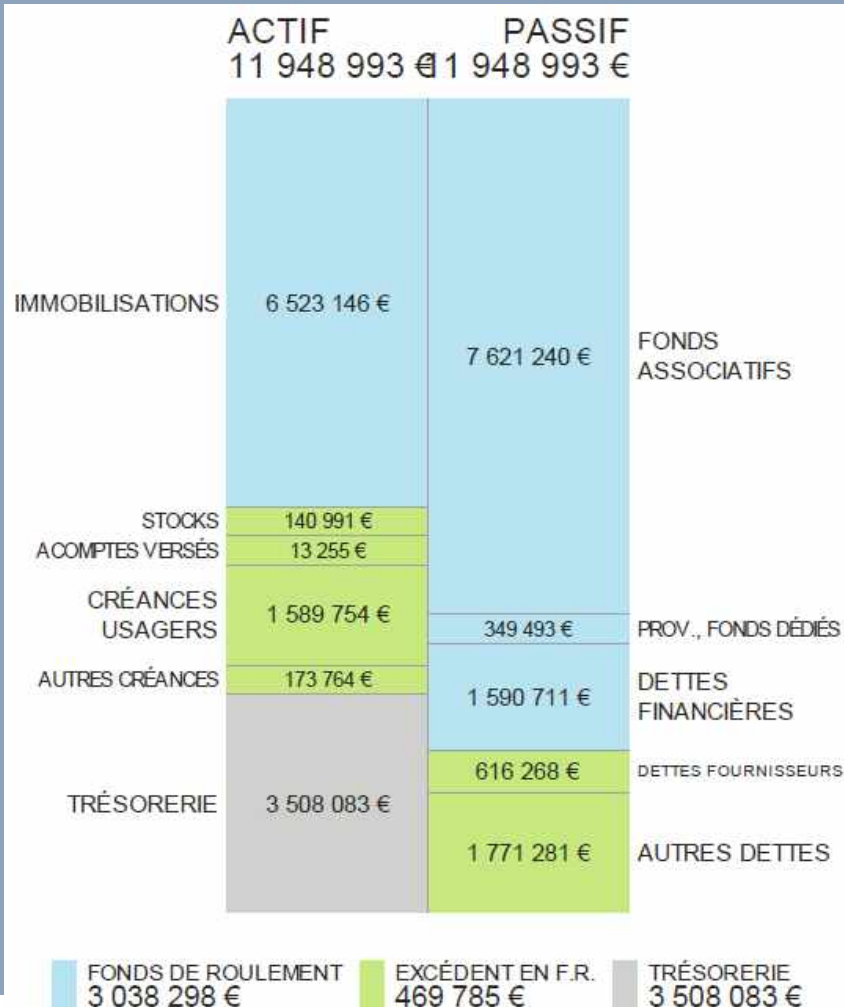 ACTIF
11 948 993 €
PASSIF
11 948 993 €
IMMOBILISATIONS
6 523 146 €
7 621 240 €
FONDS
ASSOCIATIFS
STOCKS
140 991 €
ACOMPTES VERSÉS
13 255 €
CRÉANCES
USAGERS
1 589 754 €
349 493 €
PROV., FONDS DÉDIÉS
AUTRES CRÉANCES
173 764 €
1 590 711 €
DETTES
FINANCIÈRES
616 268 €
DETTES FOURNISSEURS
TRÉSORERIE
3 508 083 €
1 771 281 €
AUTRES DETTES
FONDS DE ROULEMENT
3 038 298 €
EXCÉDENT EN F.R.
469 785 €
TRÉSORERIE
3 508 083 €